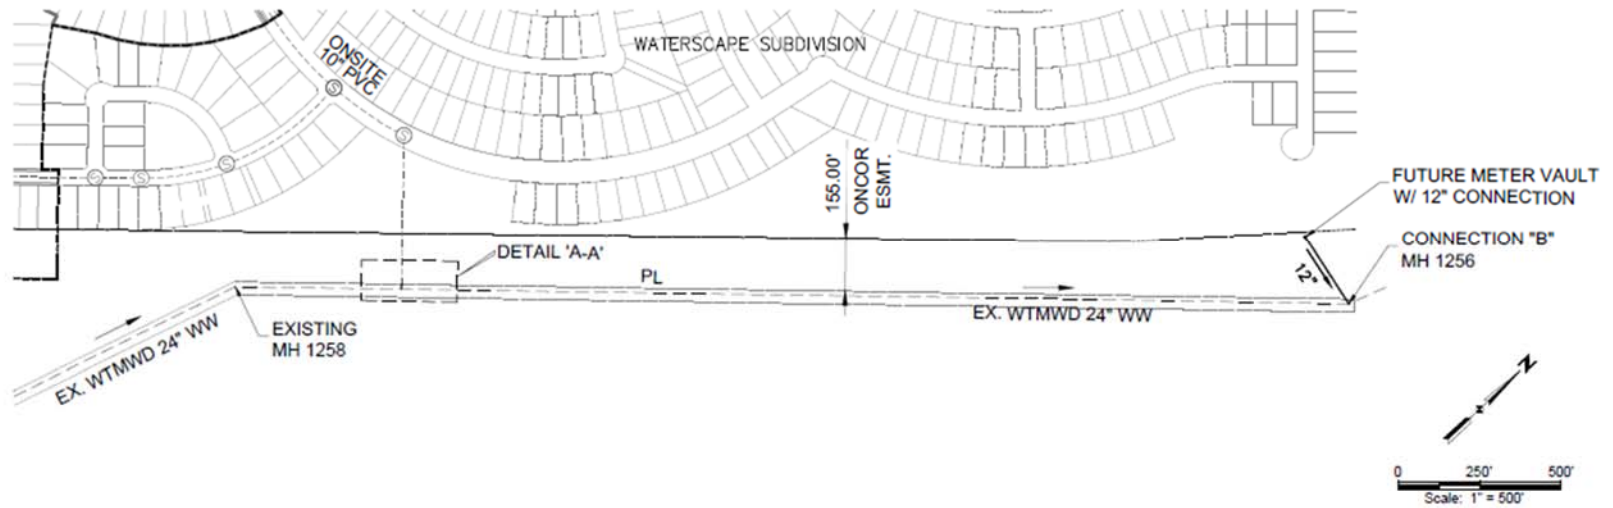 WATERSCAPE SUBDIVISION
ONSITE
10" PVC
S
S
S
S
S
155.00'
ONCOR
ESMT.
FUTURE METER VAULT
W/ 12" CONNECTION
CONNECTION "B"
MH 1256
12"
DETAIL 'A-A'
PL
EX. WTMWD 24" WW
EXISTING
MH 1258
EX. WTMWD 24" WW
N
0 250' 500'
Scale: 1" = 500'